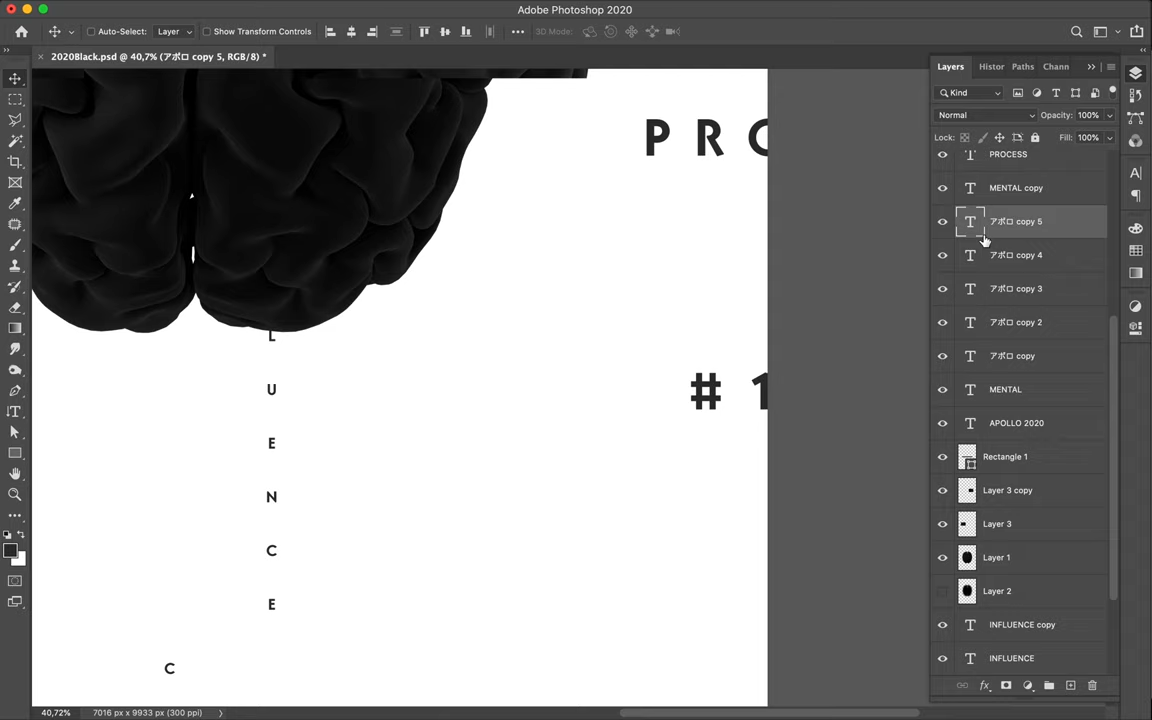 Adobe Photoshop 2020
Auto-Select: Layer Show Transform Controls 3D Mode:
2020Black.psd @ 40,7% (アポロ copy 5, RGB/8) *
Layers Histor Paths Chann
Kind
Normal Opacity: 100%
Lock: Fill: 100%
PROCESS
MENTAL copy
アポロ copy 5
アポロ copy 4
アポロ copy 3
アポロ copy 2
アポロ copy
MENTAL
APOLLO 2020
Rectangle 1
Layer 3 copy
Layer 3
Layer 1
Layer 2
INFLUENCE copy
INFLUENCE
P R O
# 1
L
U
E
N
C
E
C
40,72% 7016 px x 9933 px (300 ppi)